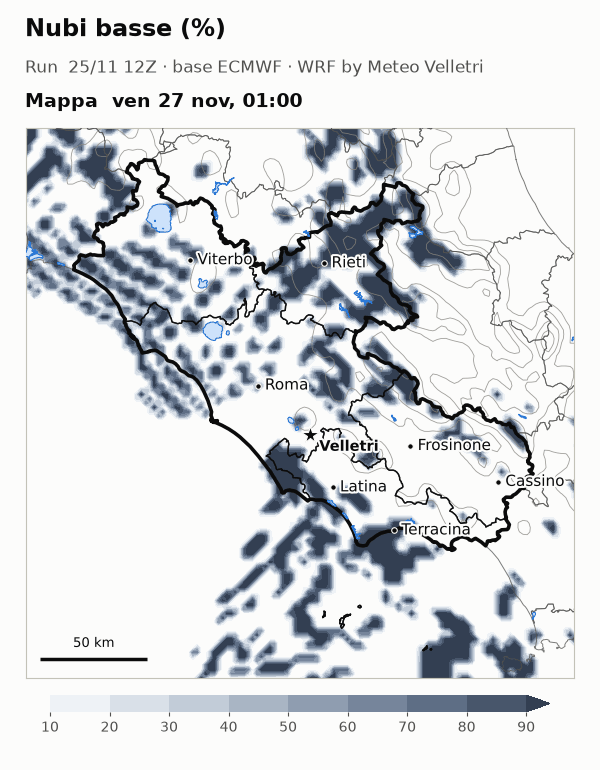 Nubi basse (%)
Run  25/11 12Z · base ECMWF · WRF by Meteo Velletri
Mappa  ven 27 nov, 01:00
Viterbo
Rieti
Roma
Velletri
Frosinone
Latina
Cassino
Terracina
50 km
10 20 30 40 50 60 70 80 90